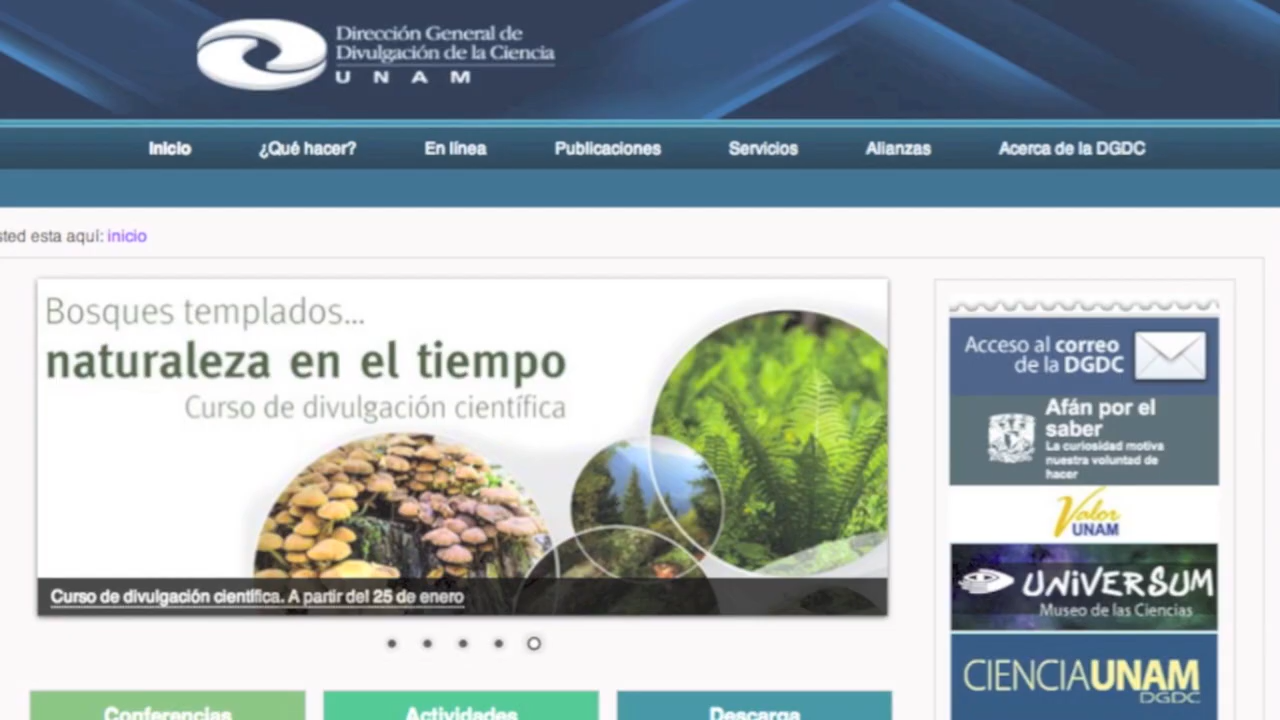 Dirección General de
Divulgación de la Ciencia
UNAM
Inicio ¿Qué hacer? En línea Publicaciones Servicios Alianzas Acerca de la DGDC
sted esta aquí: inicio
Bosques templados...
naturaleza en el tiempo
Curso de divulgación científica
Curso de divulgación científica. A partir del 25 de enero
Acceso al correo
de la DGDC
Afán por el
saber
La curiosidad motiva
nuestra voluntad de
hacer
Valor
UNAM
UNiVERSUM
Museo de las Ciencias
CIENCIAUNAM
DGDC
Conferencias Actividades Descarga